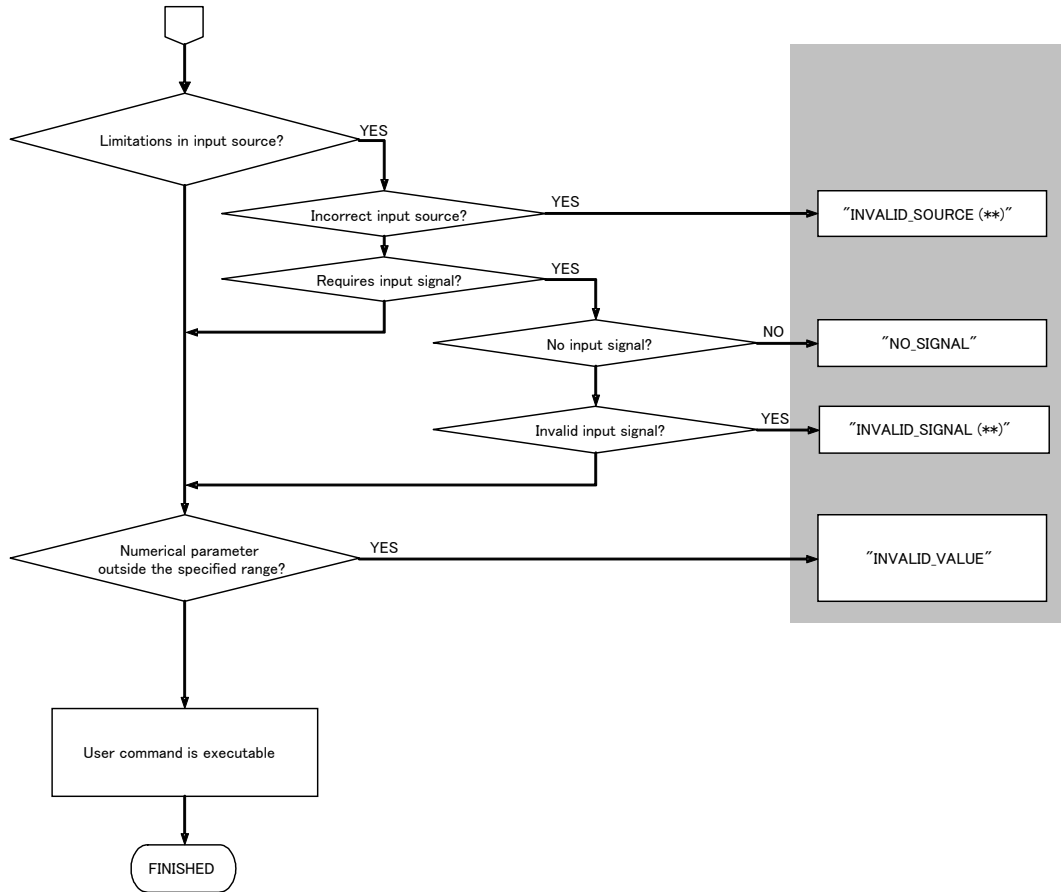 Limitations in input source?
YES
Incorrect input source?
YES
"INVALID_SOURCE (**)"
Requires input signal?
YES
No input signal?
NO
"NO_SIGNAL"
Invalid input signal?
YES
"INVALID_SIGNAL (**)"
Numerical parameter
outside the specified range?
YES
"INVALID_VALUE"
User command is executable
FINISHED